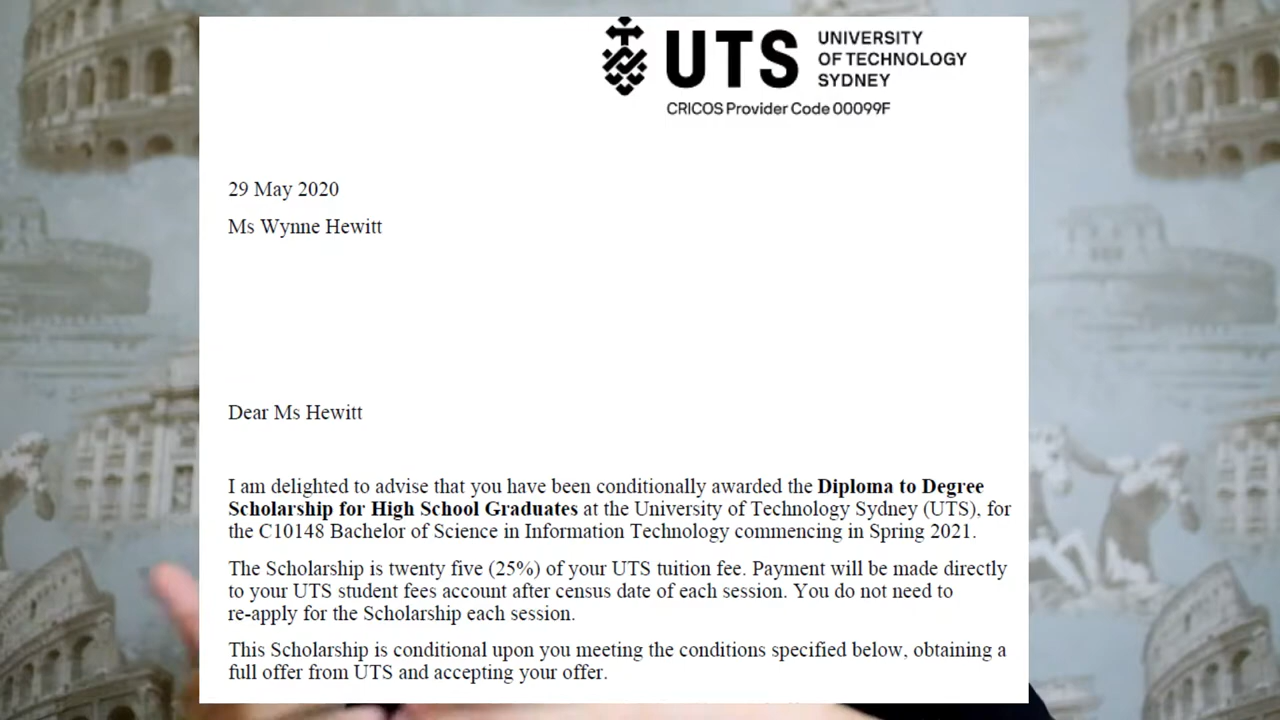 UTS
UNIVERSITY
OF TECHNOLOGY
SYDNEY
CRICOS Provider Code 00099F
29 May 2020
Ms Wynne Hewitt
Dear Ms Hewitt
I am delighted to advise that you have been conditionally awarded the Diploma to Degree
Scholarship for High School Graduates at the University of Technology Sydney (UTS), for
the C10148 Bachelor of Science in Information Technology commencing in Spring 2021.
The Scholarship is twenty five (25%) of your UTS tuition fee. Payment will be made directly
to your UTS student fees account after census date of each session. You do not need to
re-apply for the Scholarship each session.
This Scholarship is conditional upon you meeting the conditions specified below, obtaining a
full offer from UTS and accepting your offer.